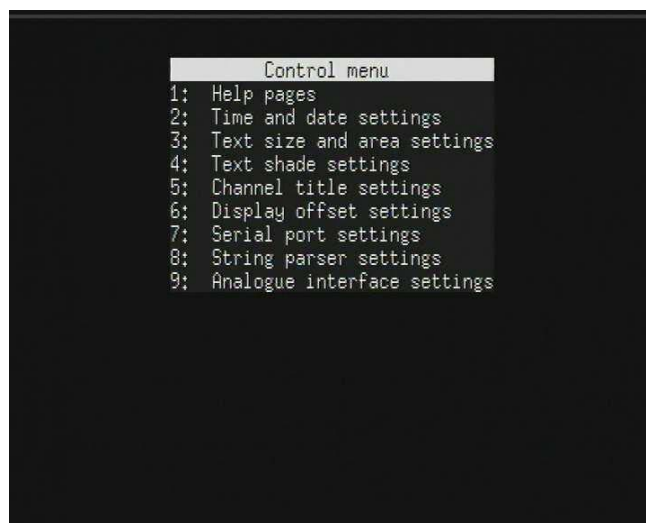 Control menu
1: Help pages
2: Time and date settings
3: Text size and area settings
4: Text shade settings
5: Channel title settings
6: Display offset settings
7: Serial port settings
8: String parser settings
9: Analogue interface settings